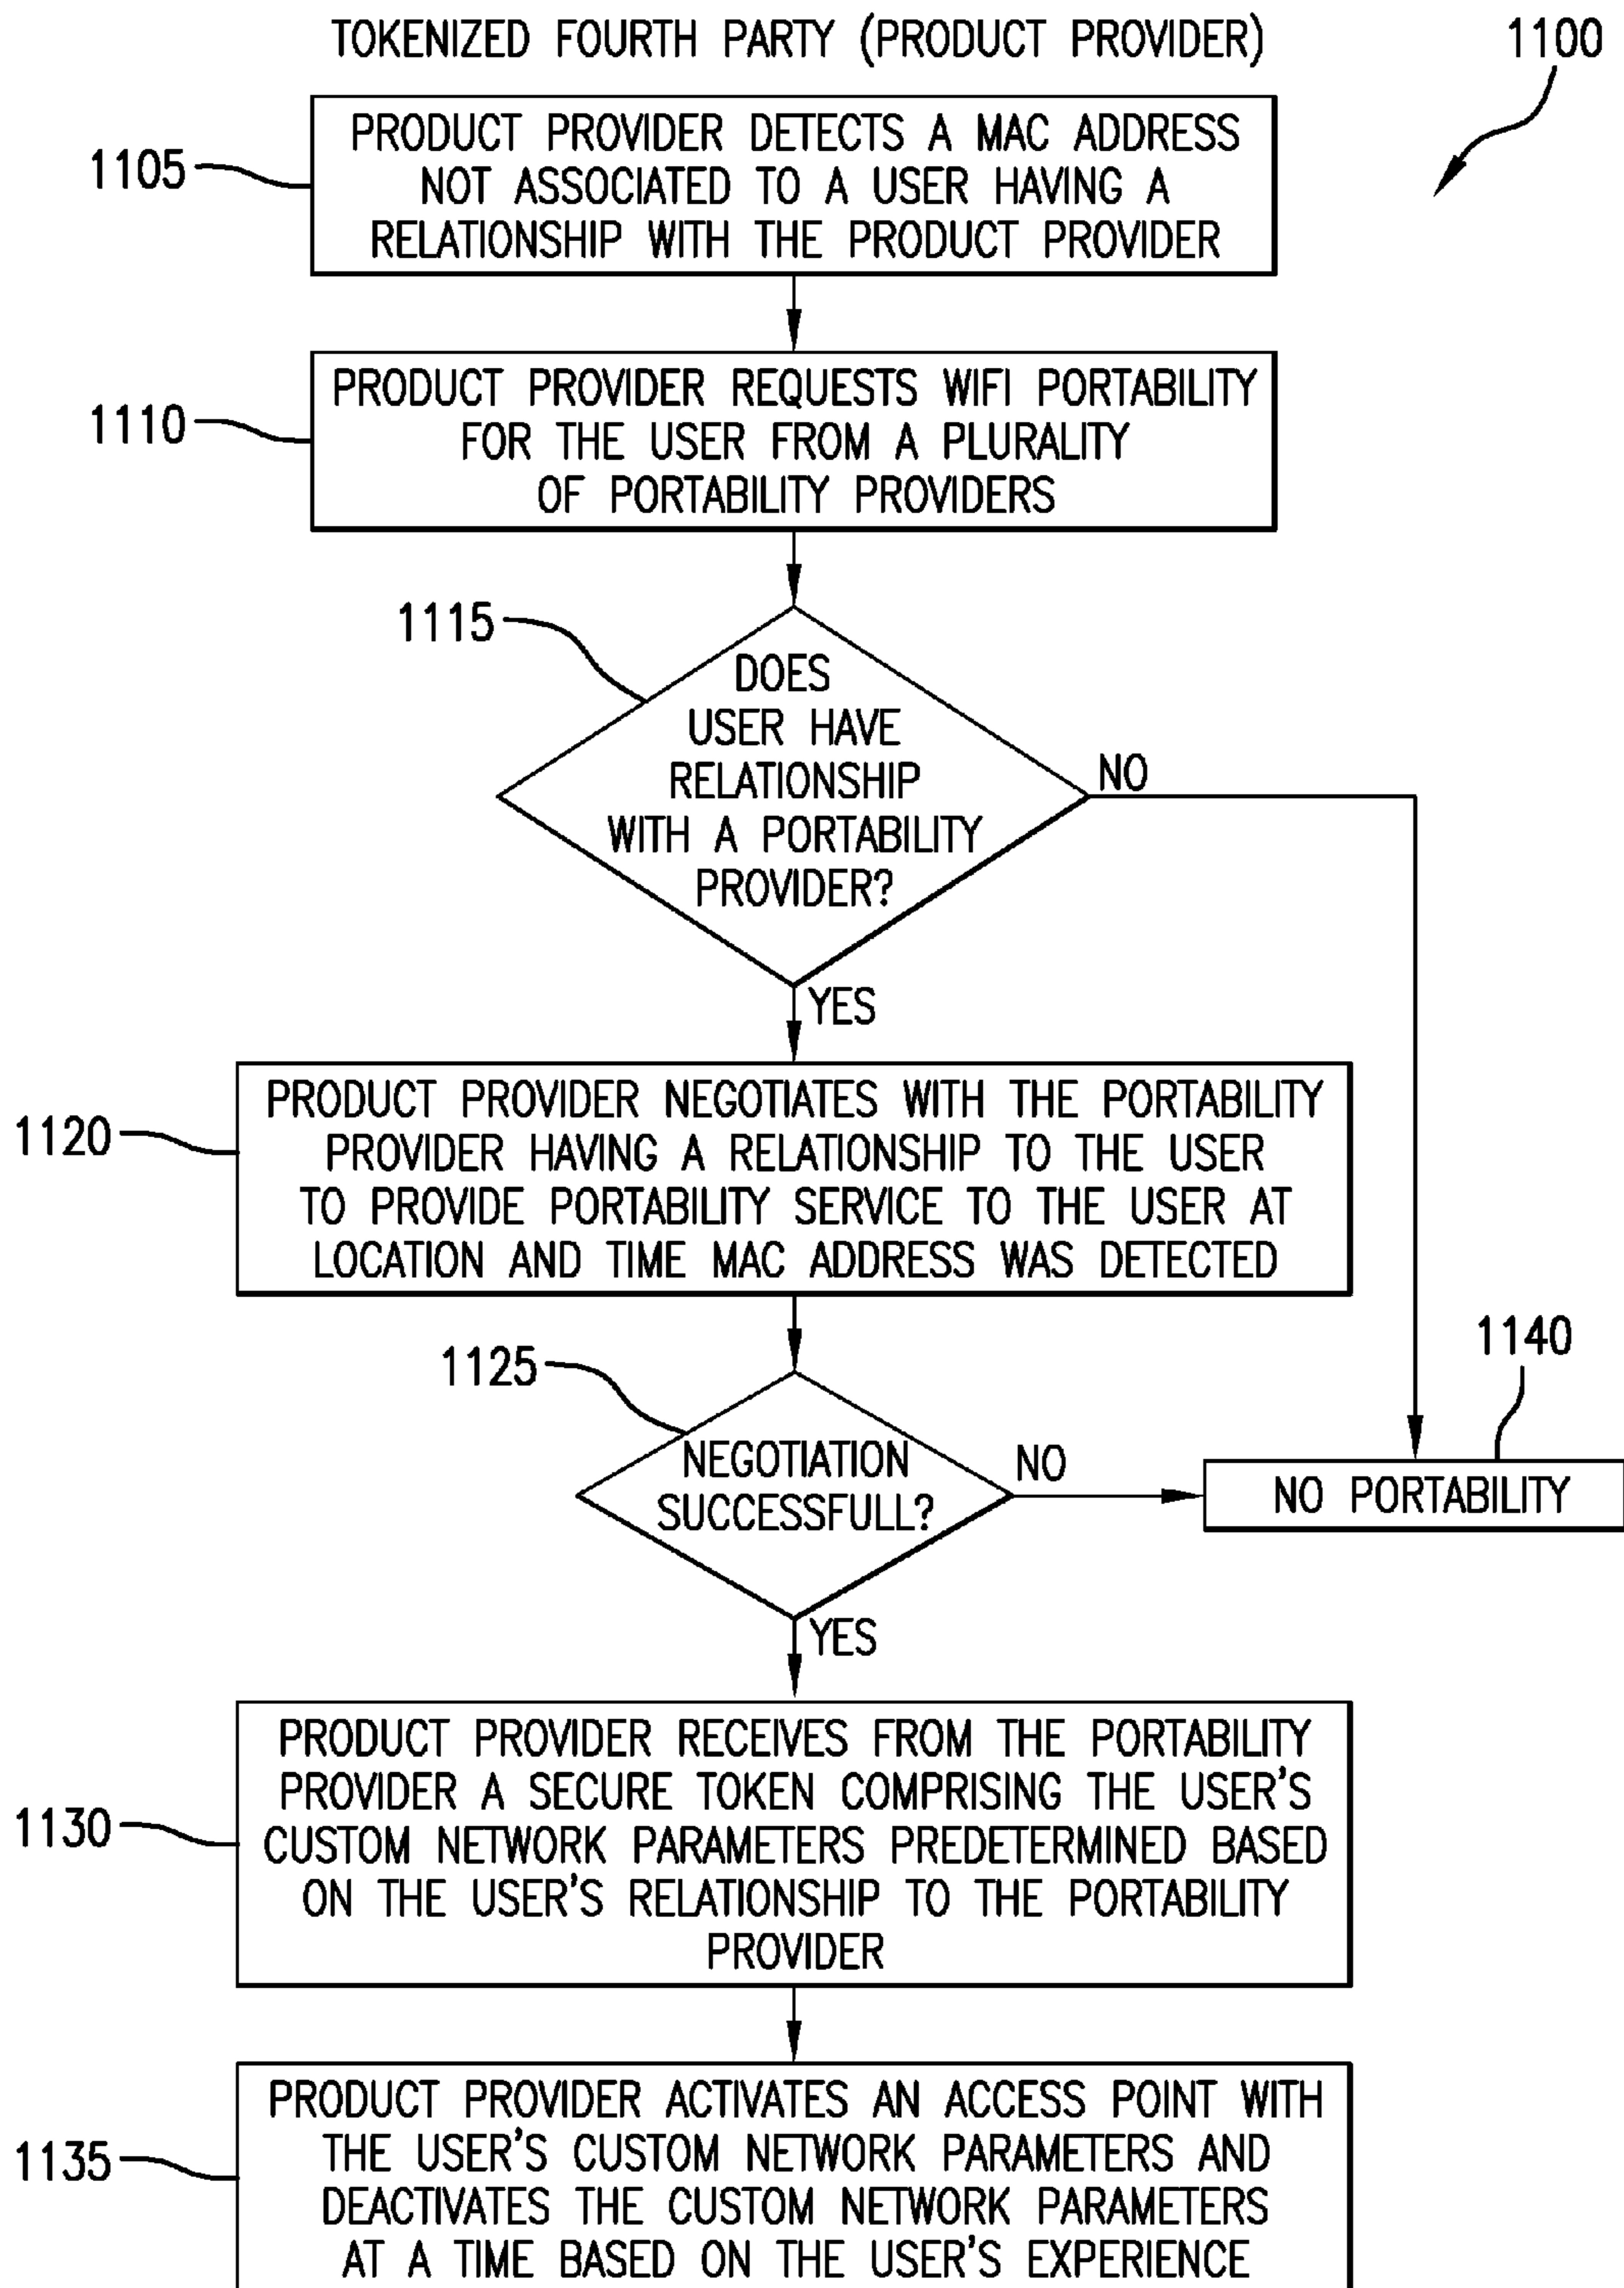 TOKENIZED FOURTH PARTY (PRODUCT PROVIDER)
1100
1105
PRODUCT PROVIDER DETECTS A MAC ADDRESS
NOT ASSOCIATED TO A USER HAVING A
RELATIONSHIP WITH THE PRODUCT PROVIDER
1110
PRODUCT PROVIDER REQUESTS WIFI PORTABILITY
FOR THE USER FROM A PLURALITY
OF PORTABILITY PROVIDERS
1115
DOES
USER HAVE
RELATIONSHIP
WITH A PORTABILITY
PROVIDER?
NO
YES
1120
PRODUCT PROVIDER NEGOTIATES WITH THE PORTABILITY
PROVIDER HAVING A RELATIONSHIP TO THE USER
TO PROVIDE PORTABILITY SERVICE TO THE USER AT
LOCATION AND TIME MAC ADDRESS WAS DETECTED
1125
NEGOTIATION
SUCCESSFULL?
NO
1140
NO PORTABILITY
YES
1130
PRODUCT PROVIDER RECEIVES FROM THE PORTABILITY
PROVIDER A SECURE TOKEN COMPRISING THE USER'S
CUSTOM NETWORK PARAMETERS PREDETERMINED BASED
ON THE USER'S RELATIONSHIP TO THE PORTABILITY
PROVIDER
1135
PRODUCT PROVIDER ACTIVATES AN ACCESS POINT WITH
THE USER'S CUSTOM NETWORK PARAMETERS AND
DEACTIVATES THE CUSTOM NETWORK PARAMETERS
AT A TIME BASED ON THE USER'S EXPERIENCE